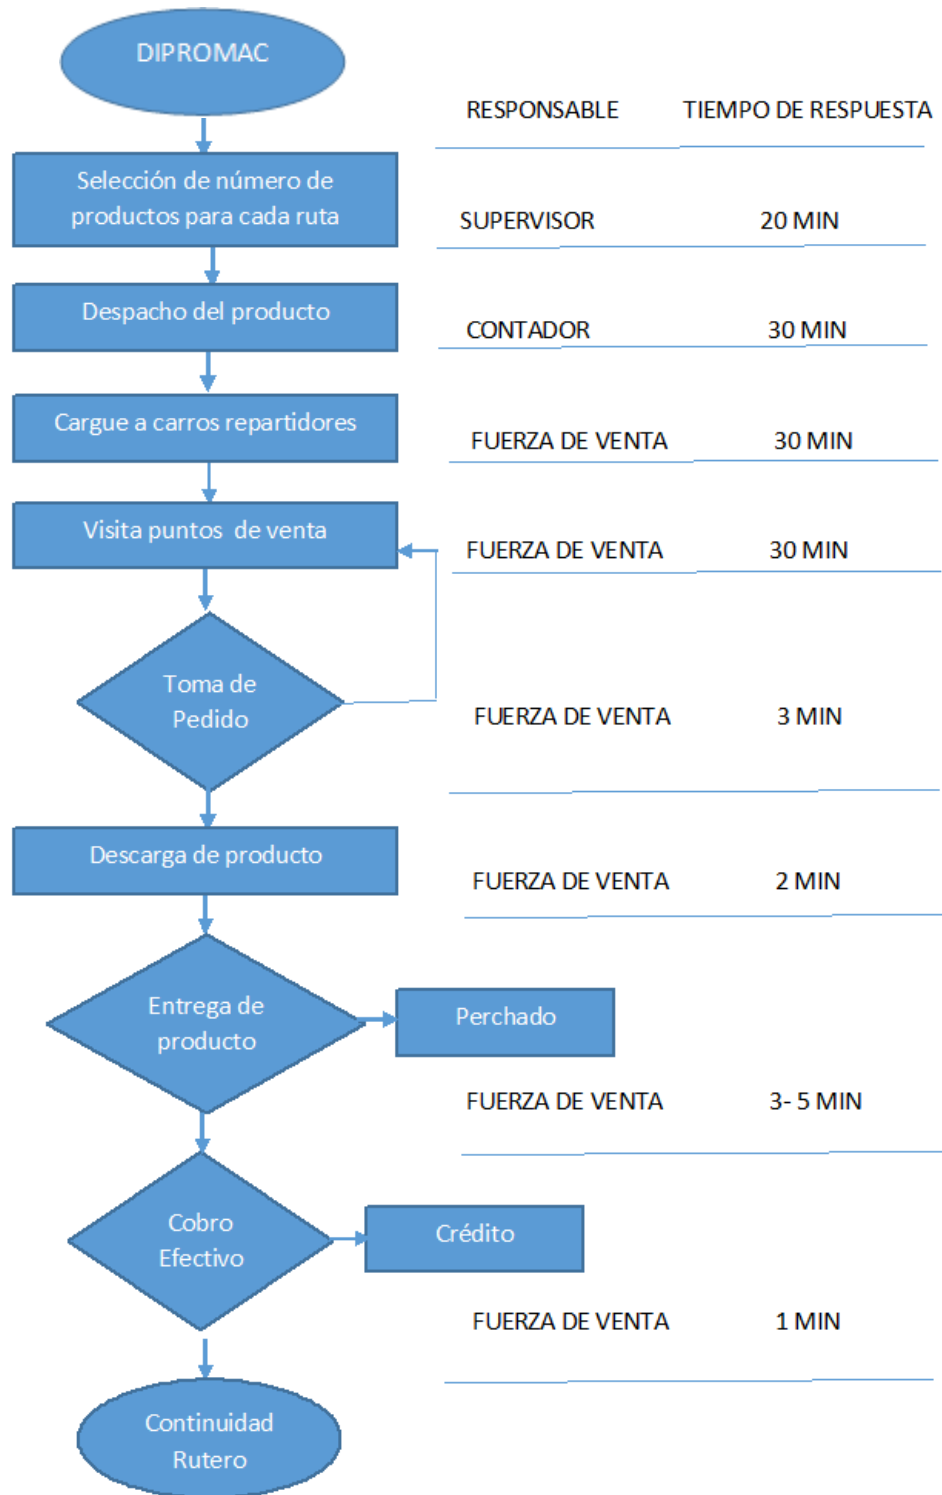 DIPROMAC
RESPONSABLE TIEMPO DE RESPUESTA
Selección de número de
productos para cada ruta
SUPERVISOR 20 MIN
Despacho del producto
CONTADOR 30 MIN
Cargue a carros repartidores
FUERZA DE VENTA 30 MIN
Visita puntos de venta
FUERZA DE VENTA 30 MIN
Toma de
Pedido
FUERZA DE VENTA 3 MIN
Descarga de producto
FUERZA DE VENTA 2 MIN
Entrega de
producto
Perchado
FUERZA DE VENTA 3- 5 MIN
Cobro
Efectivo
Crédito
FUERZA DE VENTA 1 MIN
Continuidad
Rutero